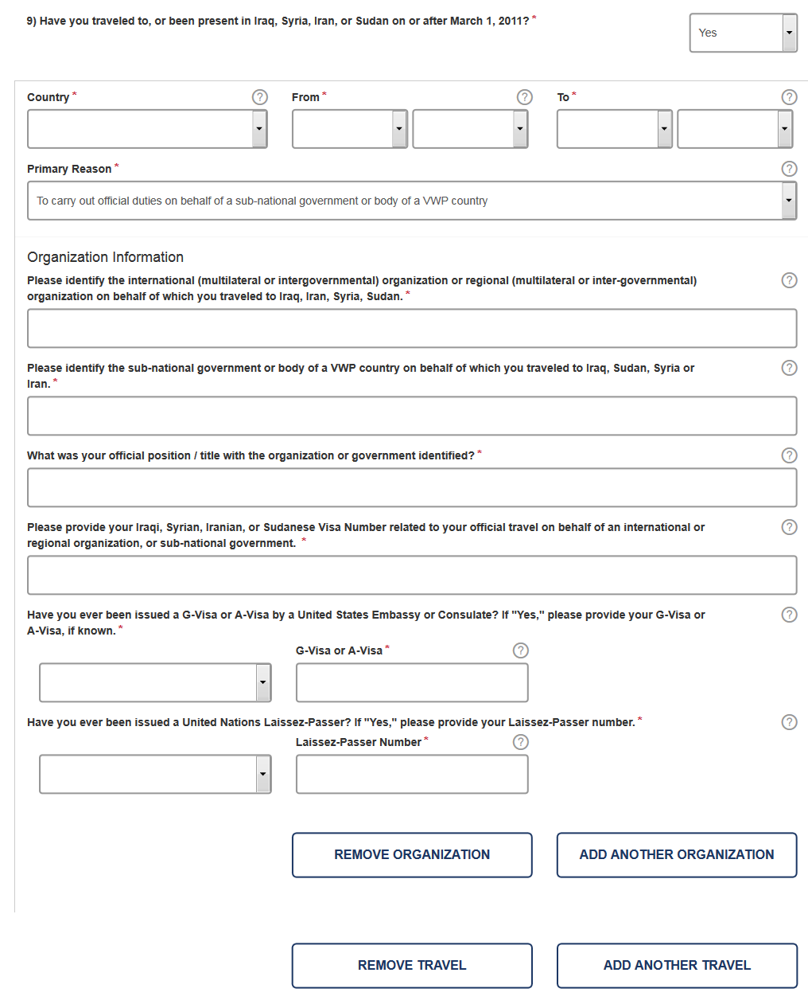 9) Have you traveled to, or been present in Iraq, Syria, Iran, or Sudan on or after March 1, 2011? *
Yes
Country * ?
From * ?
To * ?
Primary Reason * ?
To carry out official duties on behalf of a sub-national government or body of a VWP country
Organization Information
Please identify the international (multilateral or intergovernmental) organization or regional (multilateral or inter-governmental) ?
organization on behalf of which you traveled to Iraq, Iran, Syria, Sudan. *
Please identify the sub-national government or body of a VWP country on behalf of which you traveled to Iraq, Sudan, Syria or ?
Iran. *
What was your official position / title with the organization or government identified? * ?
Please provide your Iraqi, Syrian, Iranian, or Sudanese Visa Number related to your official travel on behalf of an international or ?
regional organization, or sub-national government. *
Have you ever been issued a G-Visa or A-Visa by a United States Embassy or Consulate? If "Yes," please provide your G-Visa or ?
A-Visa, if known. *
G-Visa or A-Visa * ?
Have you ever been issued a United Nations Laissez-Passer? If "Yes," please provide your Laissez-Passer number. * ?
Laissez-Passer Number * ?
REMOVE ORGANIZATION
ADD ANOTHER ORGANIZATION
REMOVE TRAVEL
ADD ANOTHER TRAVEL